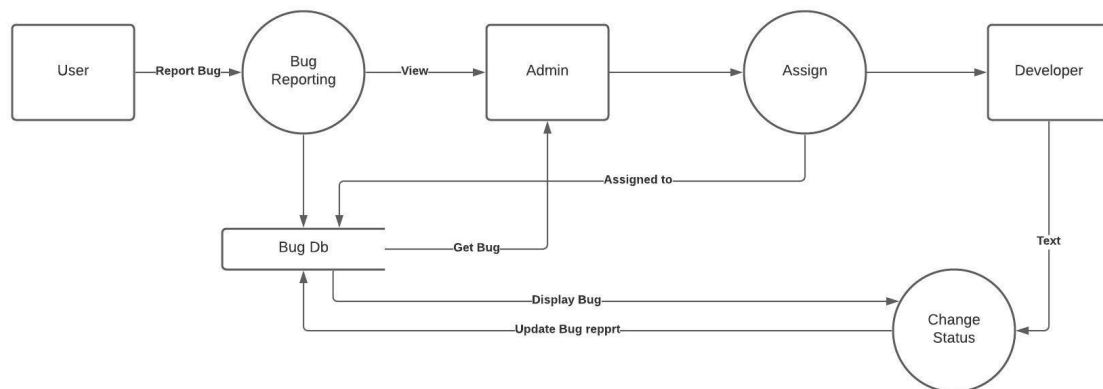 User
Report Bug
Bug
Reporting
View
Admin
Assign
Developer
Assigned to
Bug Db
Get Bug
Text
Display Bug
Update Bug repprt
Change
Status